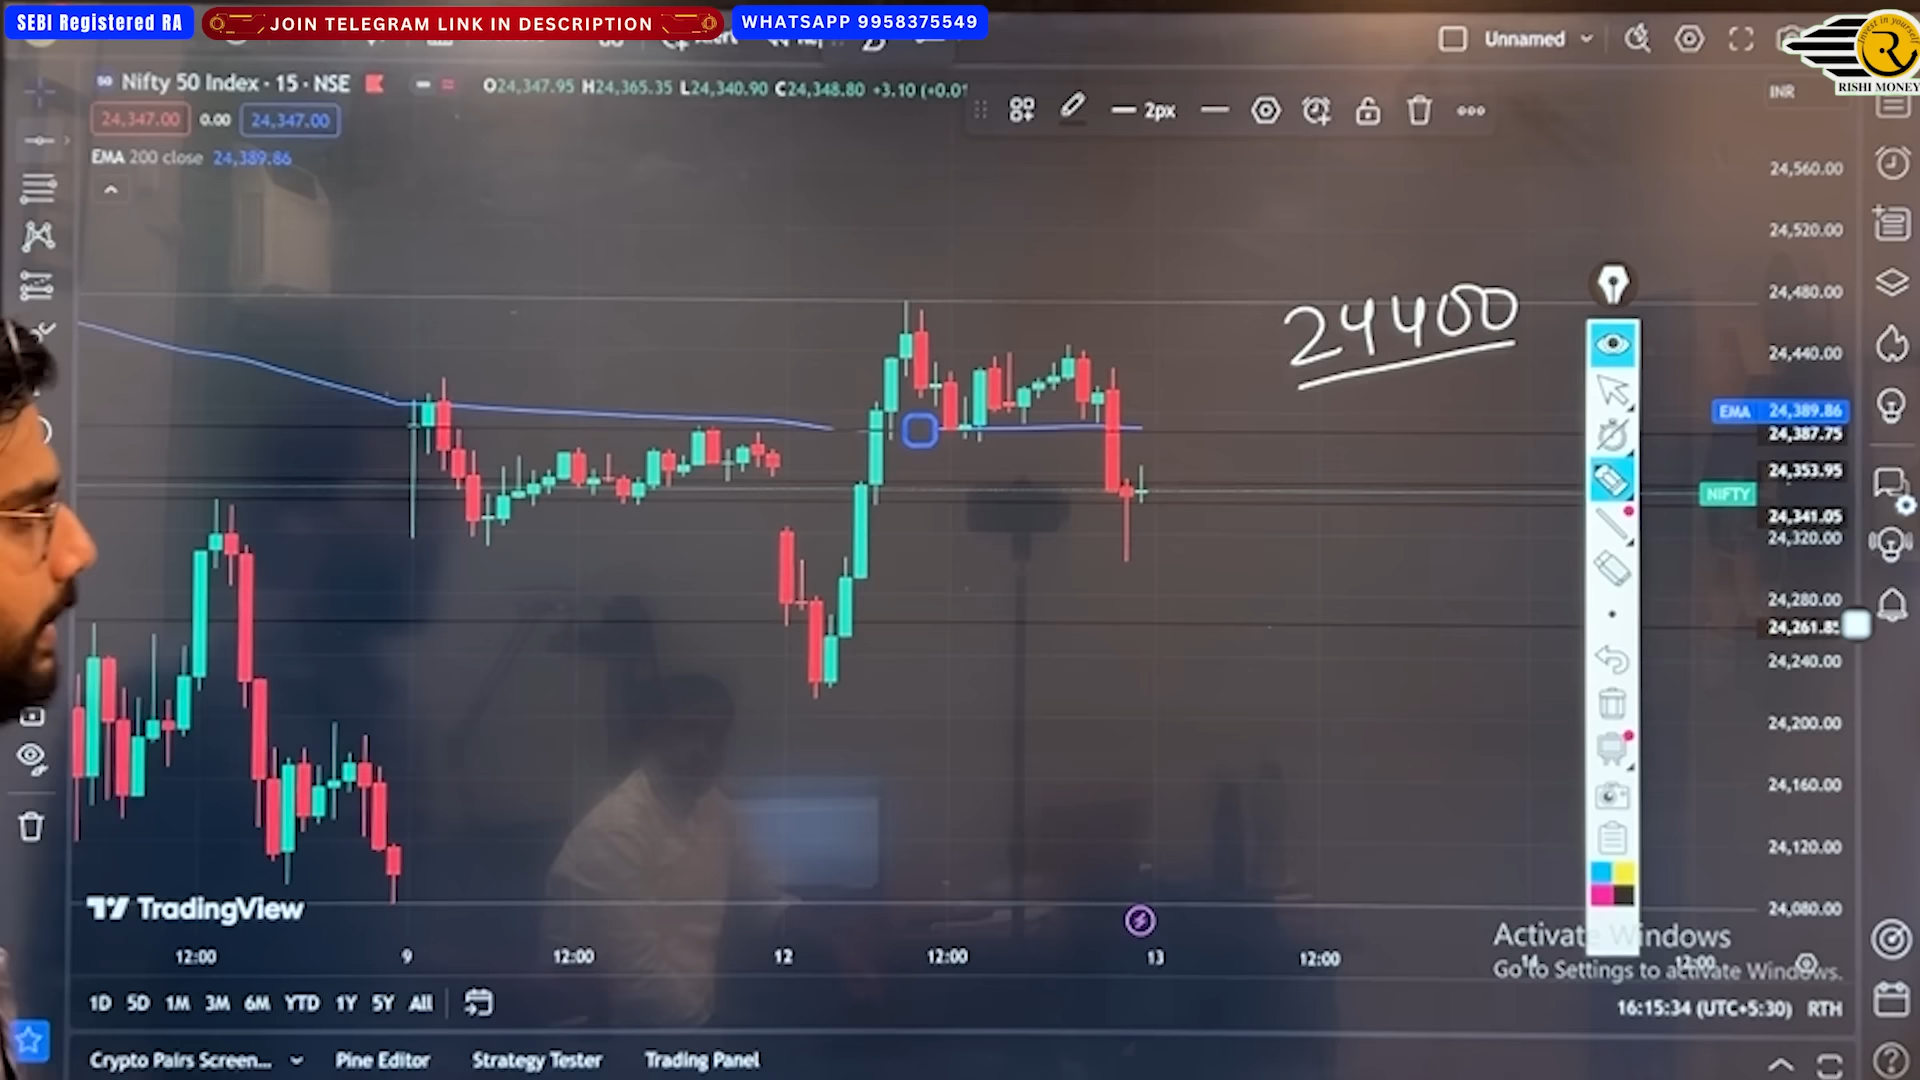 SEBI Registered RA
JOIN TELEGRAM LINK IN DESCRIPTION
WHATSAPP 9958375549
Unnamed
RISHI MONEY
Nifty 50 Index · 15 · NSE
O24,347.95 H24,365.35 L24,340.90 C24,348.80 +3.10
2px
INR
24,347.00 0.00 24,347.00
EMA 200 close 24,389.86
24400
24,560.00
24,520.00
24,480.00
24,440.00
EMA 24,389.86
24,387.75
24,353.95
NIFTY
24,341.05
24,320.00
24,280.00
24,261.85
24,240.00
24,200.00
24,160.00
24,120.00
24,080.00
TradingView
Activate Windows
Go to Settings to activate Windows.
12:00 9 12:00 12 12:00 13 12:00 14 12:00
1D 5D 1M 3M 6M YTD 1Y 5Y All
16:15:34 (UTC+5:30) RTH
Crypto Pairs Screen... Pine Editor Strategy Tester Trading Panel